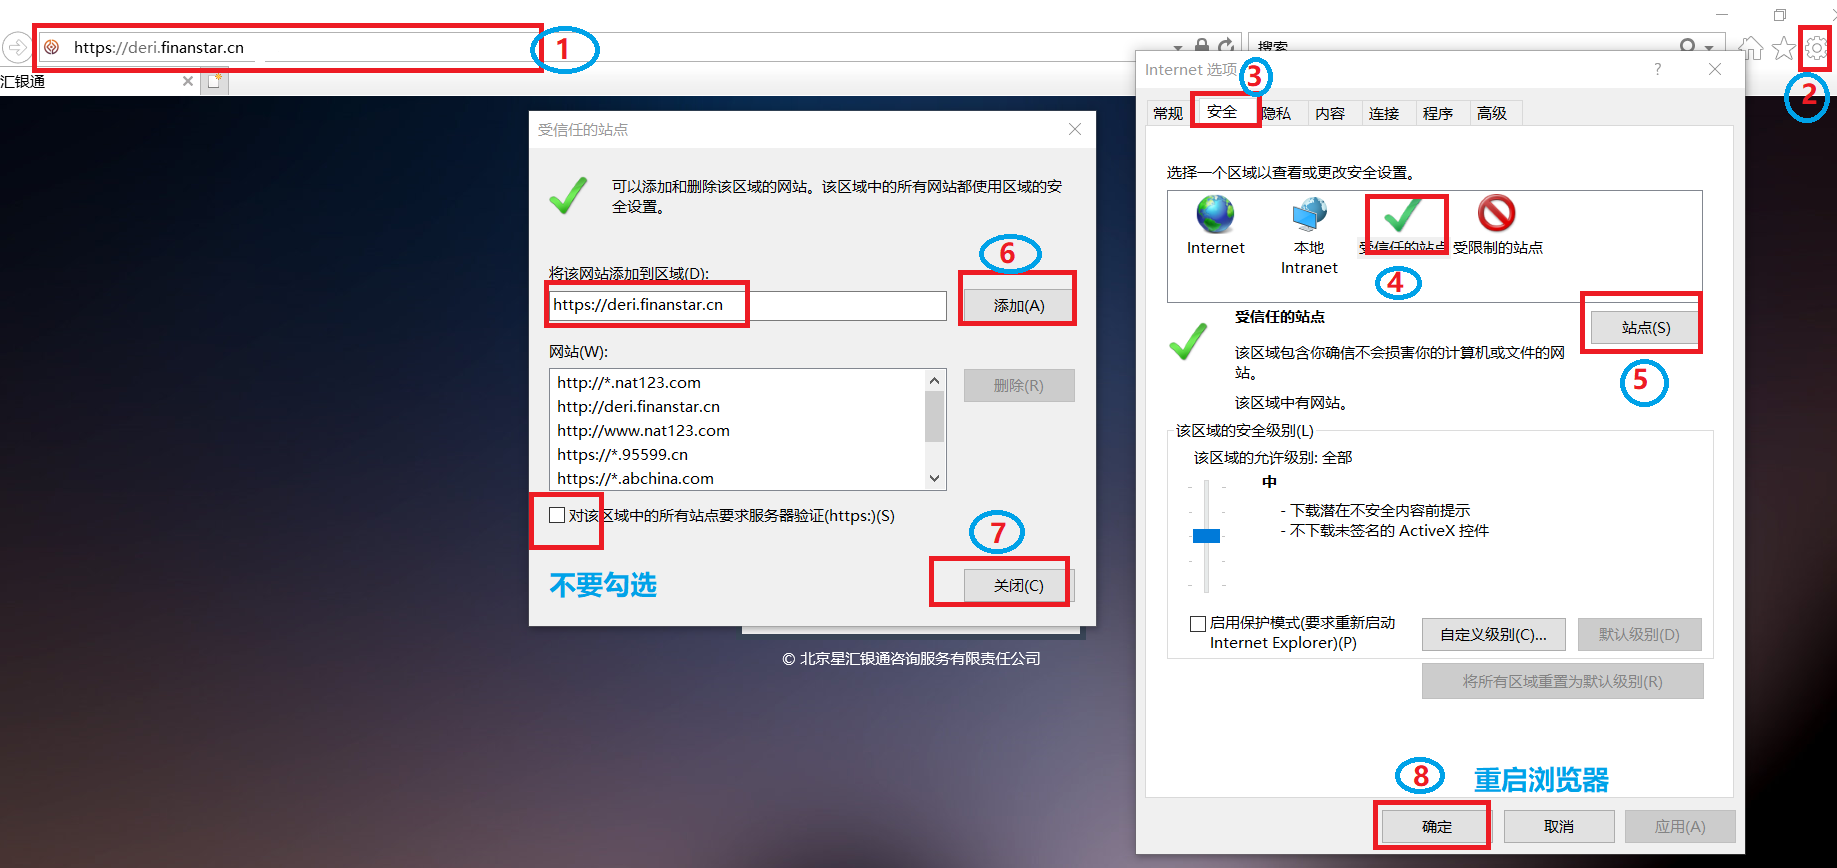 https://deri.finanstar.cn
1
搜索
2
汇银通
Internet 选项
3
?
常规
安全
隐私
内容
连接
程序
高级
受信任的站点
可以添加和删除该区域的网站。该区域中的所有网站都使用区域的安
全设置。
6
将该网站添加到区域(D):
https://deri.finanstar.cn
添加(A)
网站(W):
http://*.nat123.com
http://deri.finanstar.cn
http://www.nat123.com
https://*.95599.cn
https://*.abchina.com
删除(R)
对该区域中的所有站点要求服务器验证(https:)(S)
7
不要勾选
关闭(C)
© 北京星汇银通咨询服务有限责任公司
选择一个区域以查看或更改安全设置。
Internet
本地
Intranet
受信任的站点
受限制的站点
4
受信任的站点
站点(S)
5
该区域包含你确信不会损害你的计算机或文件的网
站。
该区域中有网站。
该区域的安全级别(L)
该区域的允许级别: 全部
中
- 下载潜在不安全内容前提示
- 不下载未签名的 ActiveX 控件
启用保护模式(要求重新启动
Internet Explorer)(P)
自定义级别(C)...
默认级别(D)
将所有区域重置为默认级别(R)
8
重启浏览器
确定
取消
应用(A)